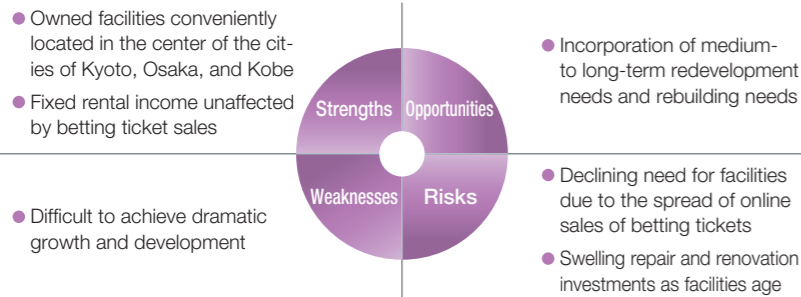 ● Owned facilities conveniently
located in the center of the cit-
ies of Kyoto, Osaka, and Kobe
● Fixed rental income unaffected
by betting ticket sales
Strengths
Opportunities
● Incorporation of medium-
to long-term redevelopment
needs and rebuilding needs
● Difficult to achieve dramatic
growth and development
Weaknesses
Risks
● Declining need for facilities
due to the spread of online
sales of betting tickets
● Swelling repair and renovation
investments as facilities age